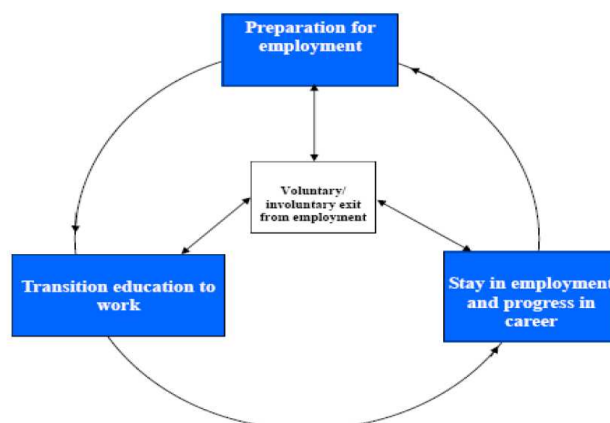 Preparation for
employment
Voluntary/
involuntary exit
from employment
Transition education to
work
Stay in employment
and progress in
career